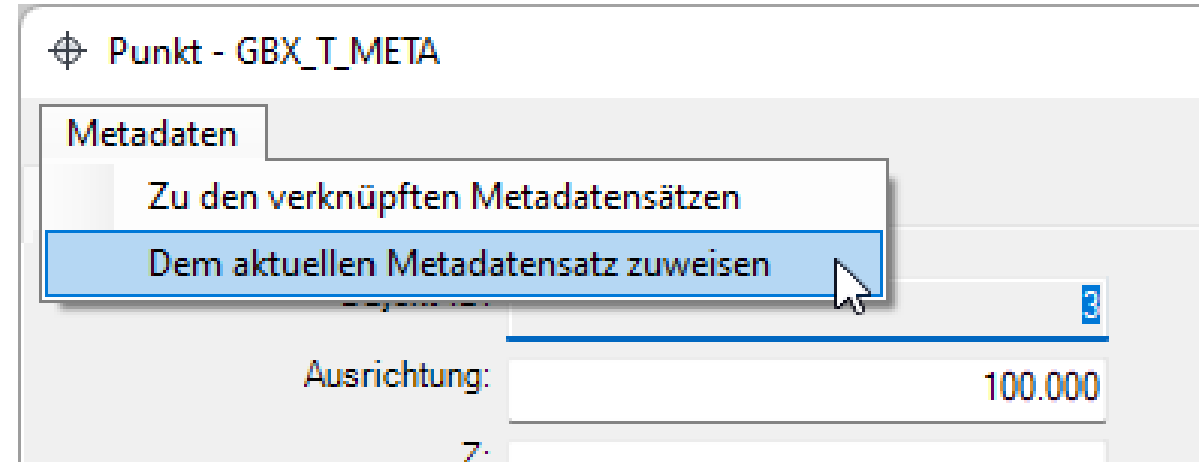 Punkt - GBX_T_META
Metadaten
Zu den verknüpften Metadatensätzen
Dem aktuellen Metadatensatz zuweisen
3
Ausrichtung:
100.000
Z: